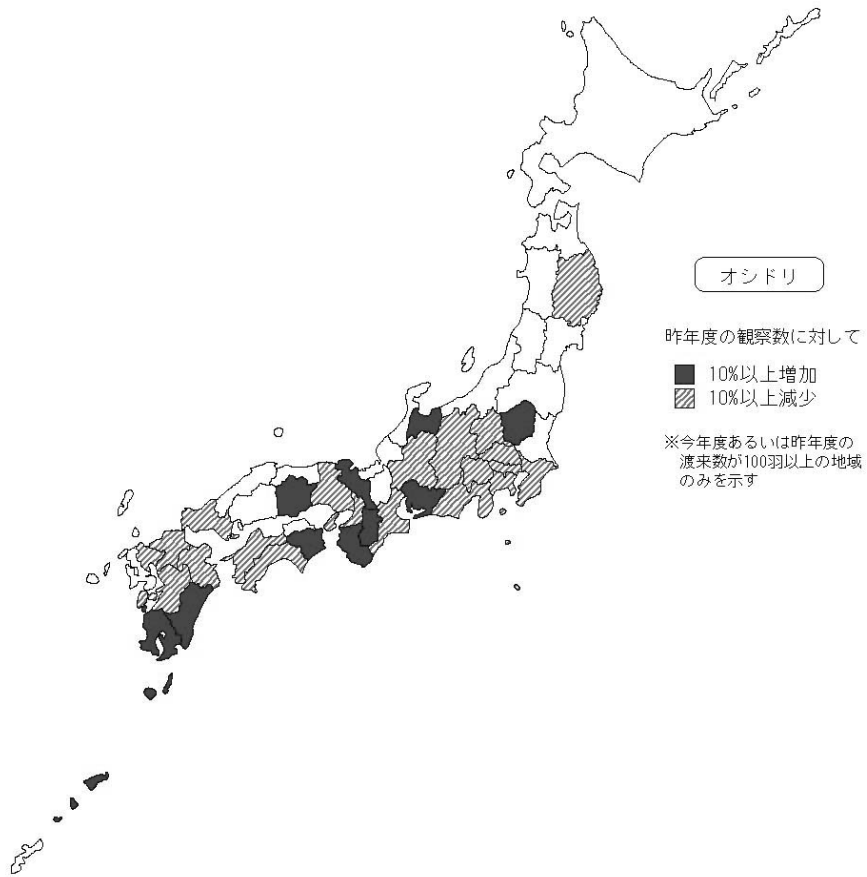 オシドリ
昨年度の観察数に対して
10%以上増加
10%以上減少
※今年度あるいは昨年度の
渡来数が100羽以上の地域
のみを示す